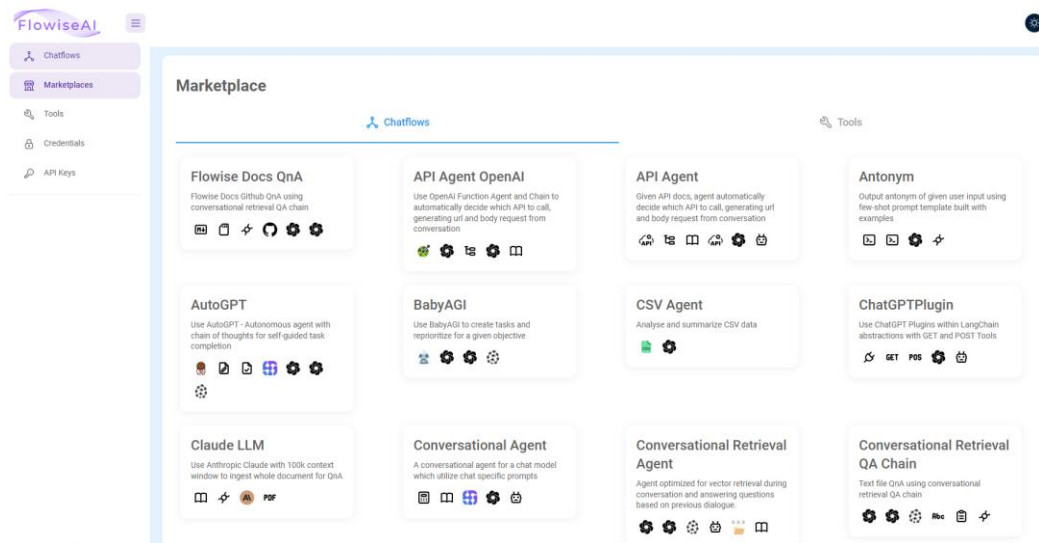 FlowiseAI
Chatflows
Marketplaces
Tools
Credentials
API Keys
Marketplace
Chatflows
Tools
Flowise Docs QnA
Flowise Docs Github QnA using
conversational retrieval QA chain
API Agent OpenAI
Use OpenAI Function Agent and Chain to
automatically decide which API to call,
generating url and body request from
conversation
API Agent
Given API docs, agent automatically
decide which API to call, generating url
and body request from conversation
API
API
Antonym
Output antonym of given user input using
few-shot prompt template built with
examples
AutoGPT
Use AutoGPT - Autonomous agent with
chain of thoughts for self-guided task
completion
BabyAGI
Use BabyAGI to create tasks and
reprioritize for a given objective
CSV Agent
Analyse and summarize CSV data
ChatGPTPlugin
Use ChatGPT Plugins within LangChain
abstractions with GET and POST Tools
GET POS
Claude LLM
Use Anthropic Claude with 100k context
window to ingest whole document for QnA
PDF
Conversational Agent
A conversational agent for a chat model
which utilize chat specific prompts
Conversational Retrieval
Agent
Agent optimized for vector retrieval during
conversation and answering questions
based on previous dialogue.
Conversational Retrieval
QA Chain
Text file QnA using conversational
retrieval QA chain
Abc